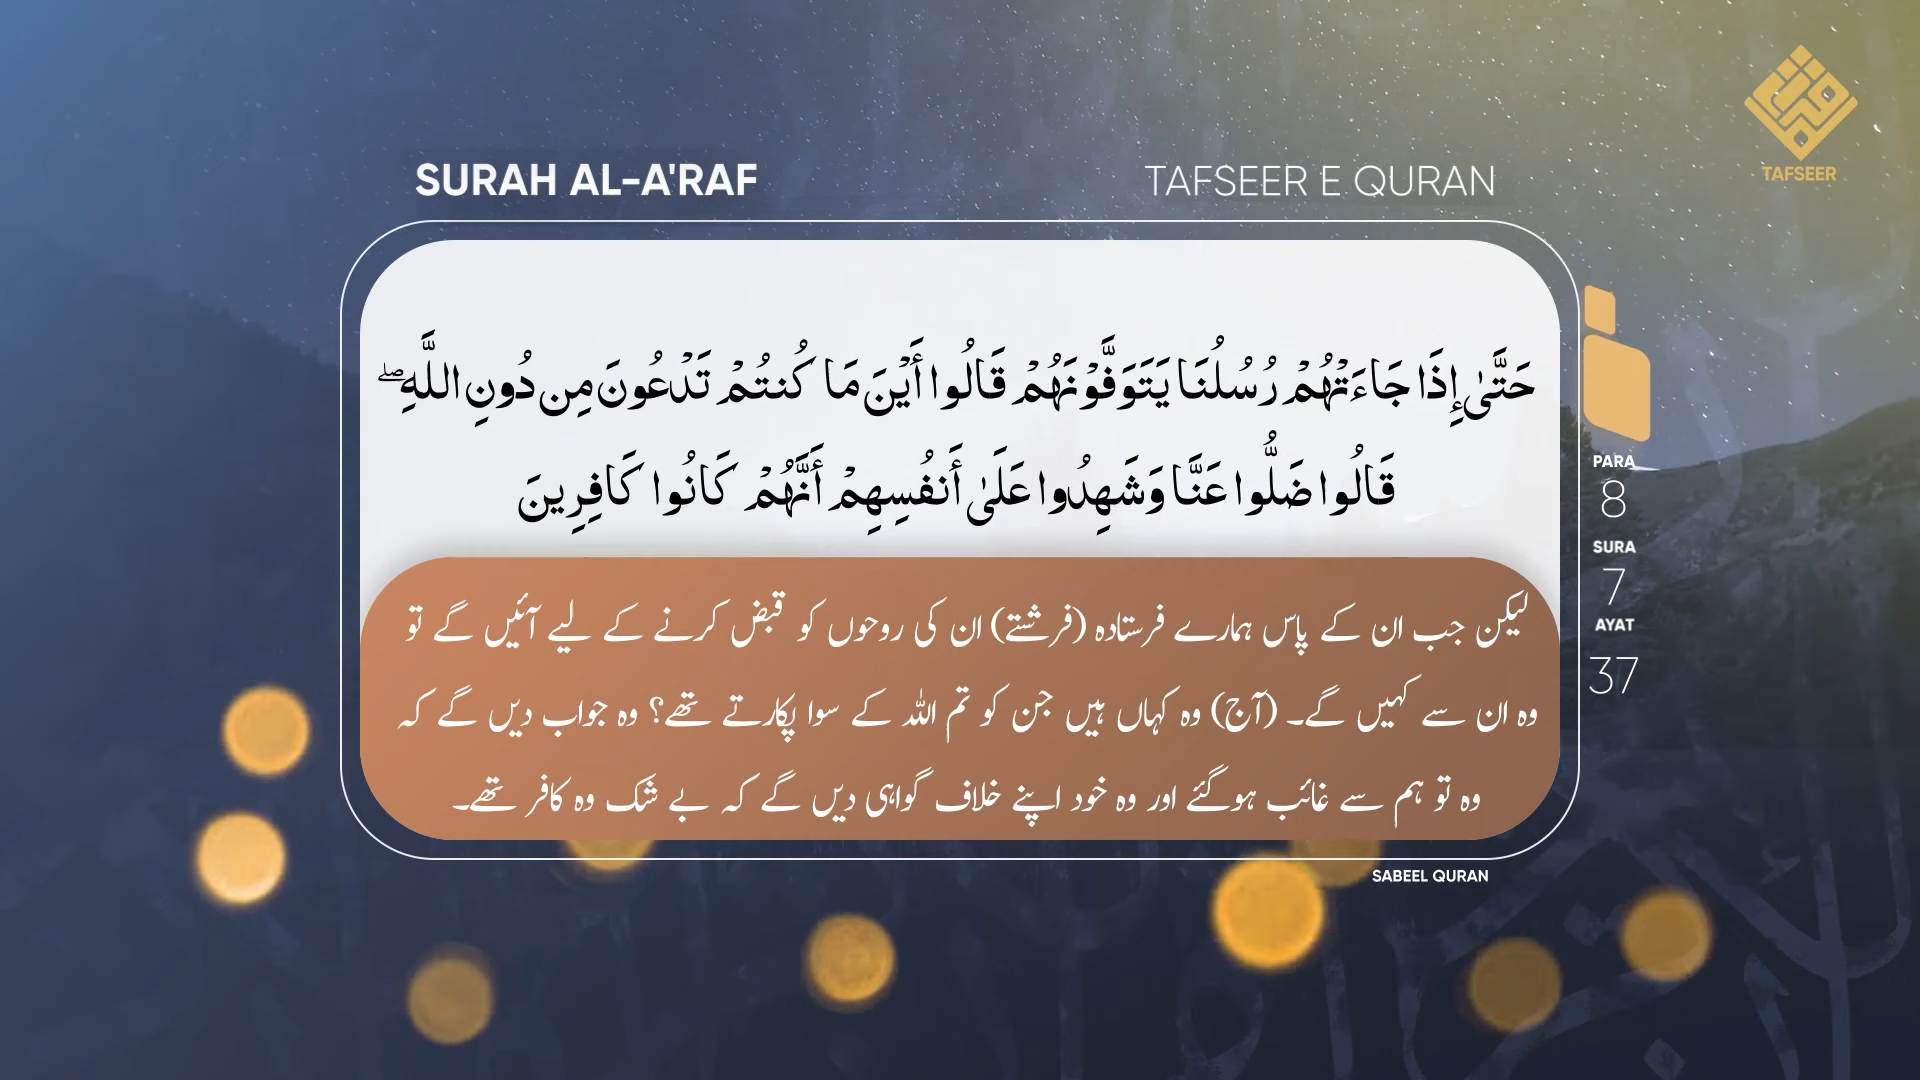 SURAH AL-A'RAF
TAFSEER E QURAN
TAFSEER
حَتَّىٰ إِذَا جَاءَتْهُمْ رُسُلُنَا يَتَوَفَّوْنَهُمْ قَالُوا أَيْنَ مَا كُنتُمْ تَدْعُونَ مِن دُونِ اللَّهِ ۖ
قَالُوا ضَلُّوا عَنَّا وَشَهِدُوا عَلَىٰ أَنفُسِهِمْ أَنَّهُمْ كَانُوا كَافِرِينَ
لیکن جب ان کے پاس ہمارے فرستادہ (فرشتے) ان کی روحوں کو قبض کرنے کے لیے آئیں گے تو
وہ ان سے کہیں گے۔ (آج) وہ کہاں ہیں جن کو تم اللہ کے سوا پکارتے تھے؟ وہ جواب دیں گے کہ
وہ تو ہم سے غائب ہوگئے اور وہ خود اپنے خلاف گواہی دیں گے کہ بے شک وہ کافر تھے۔
PARA
8
SURA
7
AYAT
37
SABEEL QURAN